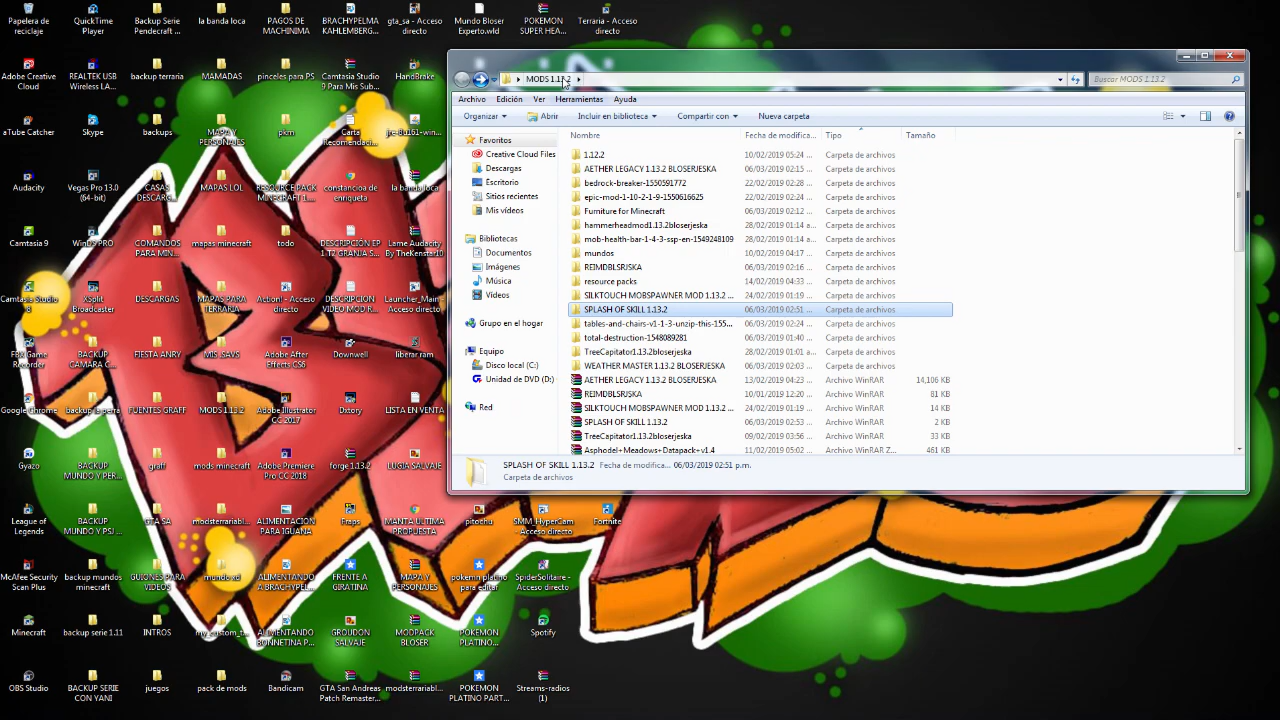 Papelera de reciclaje
QuickTime Player
Backup Serie Pendecraft ...
la banda loca
PAGOS DE MACHINIMA
BRACHYPELMA KAHLEMBERG...
gta_sa - Acceso directo
Mundo Bloser Experto.wld
POKEMON SUPER HEA...
Terraria - Acceso directo
Adobe Creative Cloud
REALTEK USB Wireless LA...
backup terraria
MAMADAS
pinceles para PS
Camtasia Studio 9 Para Mis Sub...
HandBrake
aTube Catcher
Skype
backups
MAPA Y PERSONAJES
pkm
Carta Recomendaci...
jre-8u161-win...
Audacity
Vegas Pro 13.0 (64-bit)
CASAS DESCARG...
MAPAS LOL
RESOURCE PACK MINECRAFT 1....
constancioa de enriqueta
la banda loca
Camtasia 9
WinDS PRO
COMANDOS PARA MIN...
mapas minecraft
todo
DESCRIPCION EP 1 T2 GRANJA S...
Lame Audacity By TheKenstar10
Camtasia Studio 8
XSplit Broadcaster
DESCARGAS
MAPAS PARA TERRARIA
Action! - Acceso directo
DESCRIPCION VIDEOM...
Launcher_Main - Acceso directo
FBX Game Recorder
BACKUP CAMARA C...
FIESTA ANRY
MIS .SAVS
Adobe After Effects CS6
Downwell
liberar.ram
Google Chrome
backup la perra
FUENTES GRAFF
MODS 1.13.2
Adobe Illustrator CC 2017
Dxtory
LISTA EN VENTA
Gyazo
BACKUP MUNDO Y PER...
graff
mods minecraft
Adobe Premiere Pro CC 2018
forge 1.13.2
LUGIA SALVAJE
League of Legends
BACKUP MUNDO Y PSJ ...
GTA SA
modsterrariabl...
ALIMENTACION PARA IGUANA
Fraps
MANTA ULTIMA PROPUESTA
pitochu
SMM_HyperCam - Acceso directo
Fortnite
McAfee Security Scan Plus
backup mundos minecraft
GUIONES PARA VIDEOS
mundo xd
ALIMENTANDO A BRACHYPEL...
FRENTE A GIRATINA
MAPA Y PERSONAJES
pokemn platino para editar
SpiderSolitaire - Acceso directo
Minecraft
backup serie 1.11
INTROS
my_custom_t...
ALIMENTANDO BONNETINA P...
GROUDON SALVAJE
MODPACK BLOSER
POKEMON PLATINO...
Spotify
OBS Studio
BACKUP SERIE CON YANI
juegos
pack de mods
Bandicam
GTA San Andreas Patch Remaster...
modsterrariabl...
POKEMON PLATINO PART...
Streams-radios (1)
MODS 1.13.2
Buscar MODS 1.13.2
Archivo Edición Ver Herramientas Ayuda
Organizar Abrir Incluir en biblioteca Compartir con Nueva carpeta
Favoritos
Creative Cloud Files
Descargas
Escritorio
Sitios recientes
Mis vídeos
Bibliotecas
Documentos
Imágenes
Música
Vídeos
Grupo en el hogar
Equipo
Disco local (C:)
Unidad de DVD (D:)
Red
Nombre Fecha de modifica... Tipo Tamaño
1.12.2 10/02/2019 05:24 ... Carpeta de archivos
AETHER LEGACY 1.13.2 BLOSERJESKA 06/03/2019 02:15 ... Carpeta de archivos
bedrock-breaker-1550591772 22/02/2019 03:28 ... Carpeta de archivos
epic-mod-1-10-2-1-9-1550616625 22/02/2019 02:24 ... Carpeta de archivos
Furniture for Minecraft 06/03/2019 02:12 ... Carpeta de archivos
hammerheadmod1.13.2bloserjeska 28/02/2019 01:14 a... Carpeta de archivos
mob-health-bar-1-4-3-ssp-en-1549248109 28/02/2019 01:14 a... Carpeta de archivos
mundos 10/02/2019 04:17 ... Carpeta de archivos
REIMDBLSRJSKA 06/03/2019 02:16 ... Carpeta de archivos
resource packs 14/02/2019 04:33 ... Carpeta de archivos
SILKTOUCH MOBSPAWNER MOD 1.13.2 ... 24/02/2019 01:19 ... Carpeta de archivos
SPLASH OF SKILL 1.13.2 06/03/2019 02:51 ... Carpeta de archivos
tables-and-chairs-v1-1-3-unzip-this-155... 06/03/2019 02:24 ... Carpeta de archivos
total-destruction-1548089281 06/03/2019 01:40 ... Carpeta de archivos
TreeCapitator1.13.2bloserjeska 28/02/2019 01:01 a... Carpeta de archivos
WEATHER MASTER 1.13.2 BLOSERJESKA 06/03/2019 02:03 ... Carpeta de archivos
AETHER LEGACY 1.13.2 BLOSERJESKA 13/02/2019 04:23 ... Archivo WinRAR 14,106 KB
REIMDBLSRJSKA 10/01/2019 12:20 ... Archivo WinRAR 81 KB
SILKTOUCH MOBSPAWNER MOD 1.13.2 ... 24/02/2019 01:19 ... Archivo WinRAR 14 KB
SPLASH OF SKILL 1.13.2 06/03/2019 02:53 ... Archivo WinRAR 2 KB
TreeCapitator1.13.2bloserjeska 09/02/2019 03:56 ... Archivo WinRAR 33 KB
Asphodel+Meadows+Datapack+v1.4 11/02/2019 05:02 ... Archivo WinRAR Z... 461 KB
SPLASH OF SKILL 1.13.2 Fecha de modifica... 06/03/2019 02:51 p.m.
Carpeta de archivos